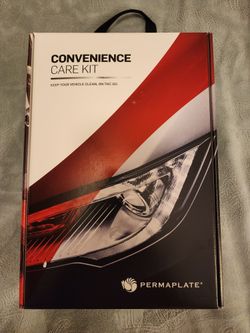 CONVENIENCE
CARE KIT
KEEP YOUR VEHICLE CLEAN, ON THE GO.
PERMAPLATE®